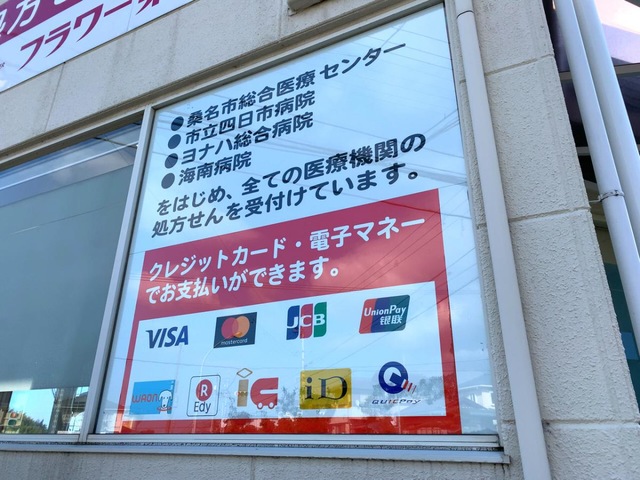 処方せ
フラワー薬
●桑名市総合医療センター
●市立四日市病院
●ヨナハ総合病院
●海南病院
をはじめ、全ての医療機関の
処方せんを受付けています。
クレジットカード・電子マネー
でお支払いができます。
VISA
mastercard
JCB
UnionPay
银联
WAON
R
Edy
iD
QUICPay